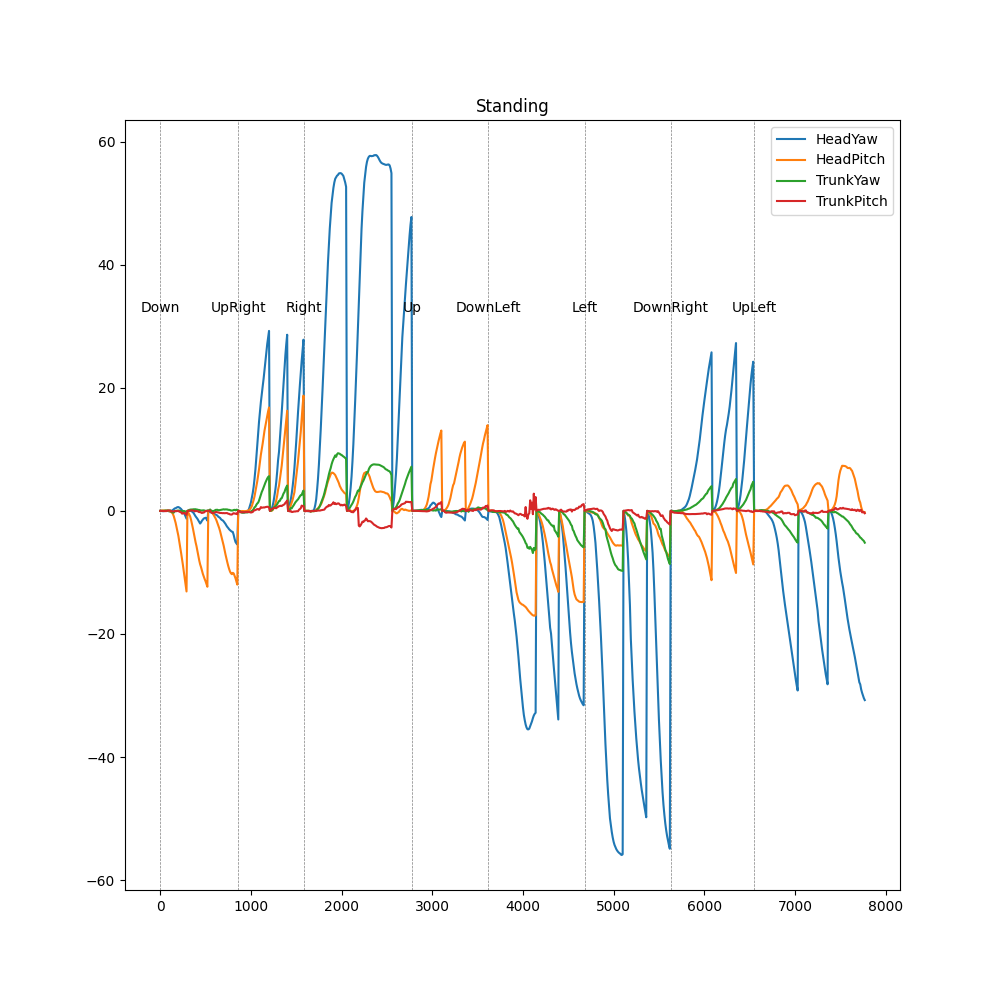 Standing
HeadYaw
HeadPitch
TrunkYaw
TrunkPitch
60
40
20
0
−20
−40
−60
Down UpRight Right Up DownLeft Left DownRight UpLeft
0 1000 2000 3000 4000 5000 6000 7000 8000